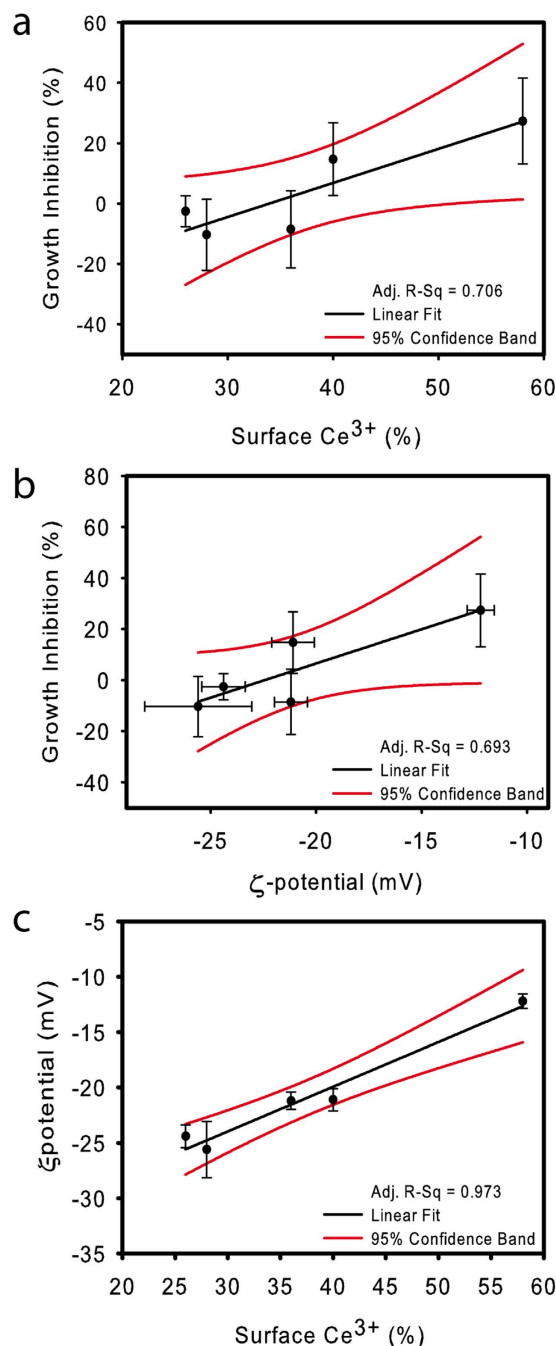 a
60
40
20
0
-20
-40
Growth Inhibition (%)
Adj. R-Sq = 0.706
Linear Fit
95% Confidence Band
20 30 40 50 60
Surface Ce3+ (%)
b
80
60
40
20
0
-20
-40
Growth Inhibition (%)
Adj. R-Sq = 0.693
Linear Fit
95% Confidence Band
-25 -20 -15 -10
ζ-potential (mV)
c
-5
-10
-15
-20
-25
-30
-35
ζpotential (mV)
Adj. R-Sq = 0.973
Linear Fit
95% Confidence Band
20 25 30 35 40 45 50 55 60
Surface Ce3+ (%)